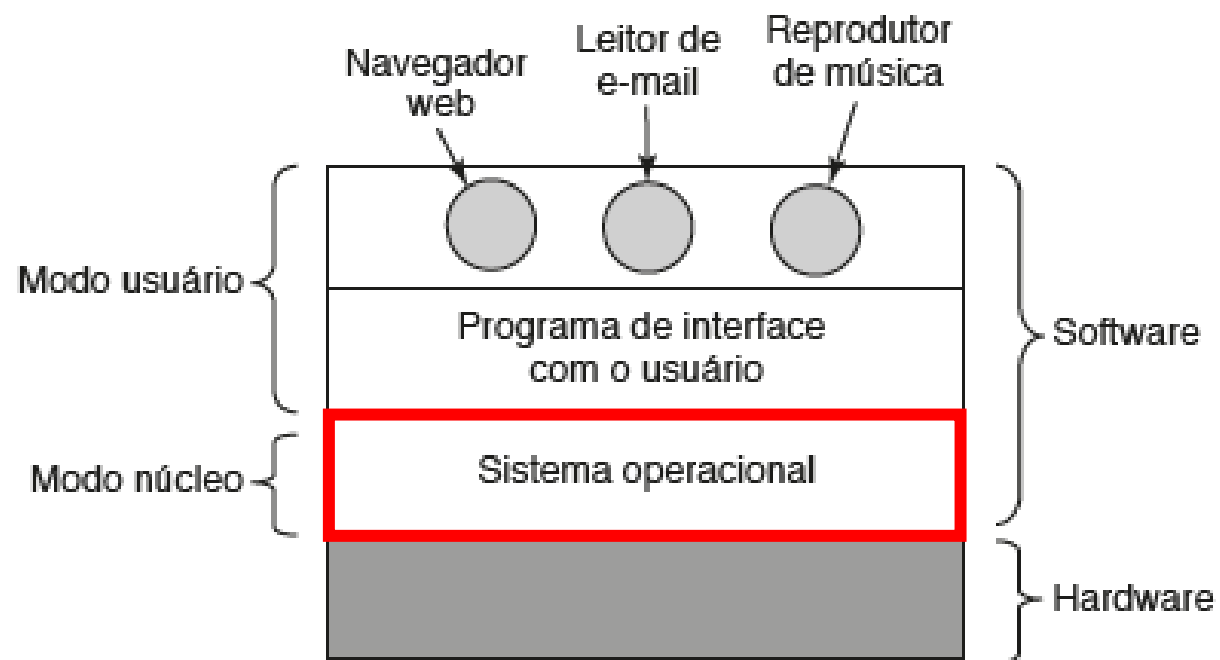 Navegador
web
Leitor de
e-mail
Reprodutor
de música
Modo usuário
Programa de interface
com o usuário
Software
Modo núcleo
Sistema operacional
Hardware